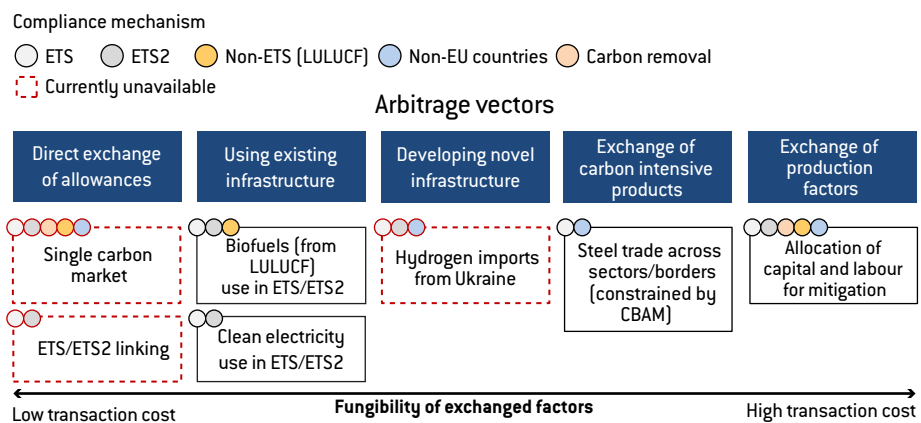 Compliance mechanism
ETS
ETS2
Non-ETS (LULUCF)
Non-EU countries
Carbon removal
Currently unavailable
Arbitrage vectors
Direct exchange
of allowances
Using existing
infrastructure
Developing novel
infrastructure
Exchange of
carbon intensive
products
Exchange of
production
factors
Single carbon
market
Biofuels (from
LULUCF)
use in ETS/ETS2
Hydrogen imports
from Ukraine
Steel trade across
sectors/borders
(constrained by
CBAM)
Allocation of
capital and labour
for mitigation
ETS/ETS2 linking
Clean electricity
use in ETS/ETS2
Low transaction cost
Fungibility of exchanged factors
High transaction cost